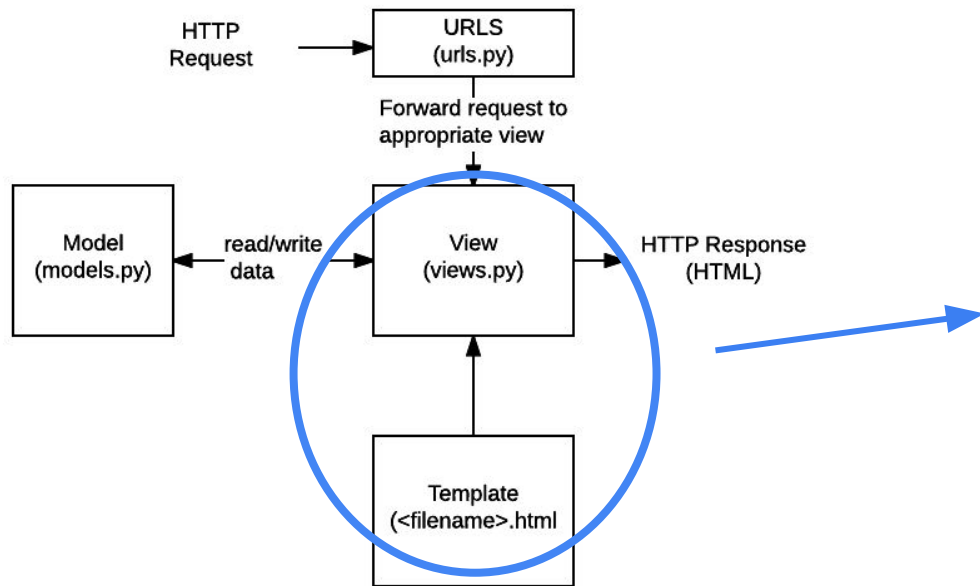 HTTP
Request
URLS
(urls.py)
Forward request to
appropriate view
Model
(models.py)
read/write
data
View
(views.py)
HTTP Response
(HTML)
Template
(<filename>.html